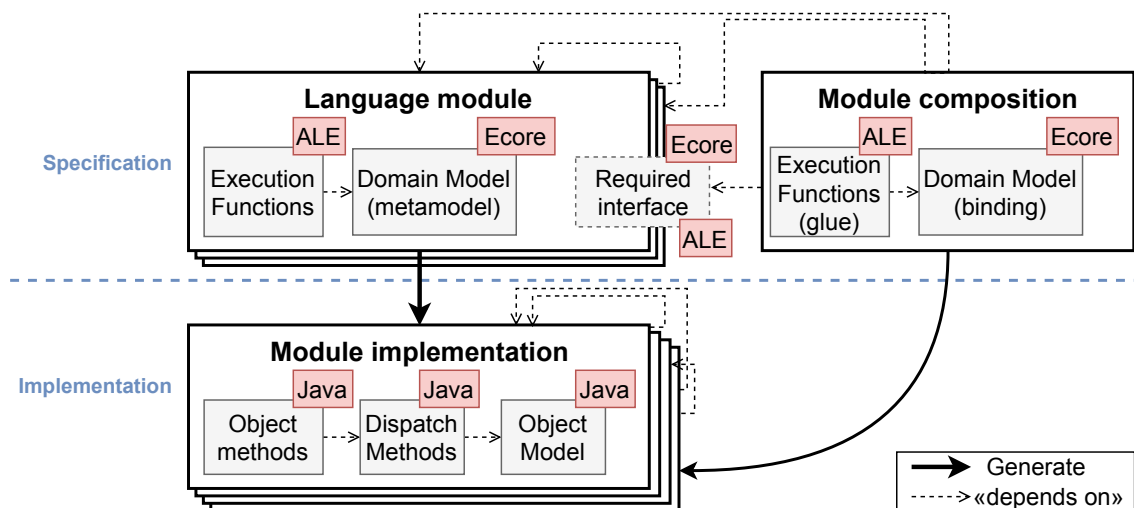 Language module
Module composition
ALE
Ecore
Ecore
ALE
Ecore
Specification
Execution
Functions
Domain Model
(metamodel)
Required
interface
ALE
Execution
Functions
(glue)
Domain Model
(binding)
Module implementation
Implementation
Java
Java
Java
Object
methods
Dispatch
Methods
Object
Model
Generate
«depends on»